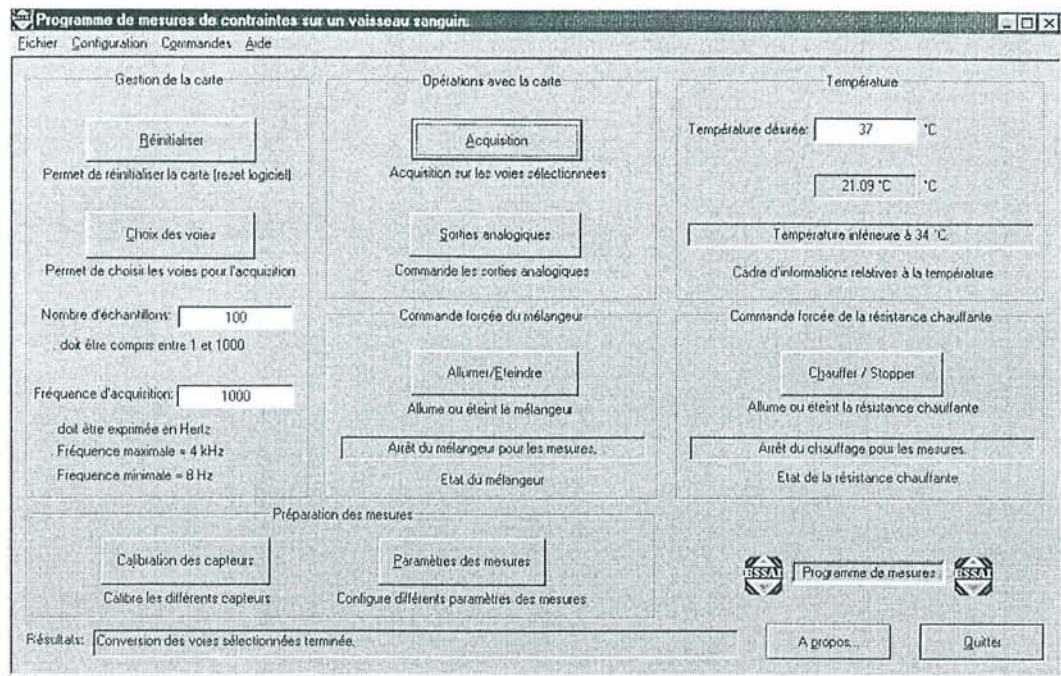 Programme de mesures de contraintes sur un vaisseau sanguin.
Fichier Configuration Commandes Aide
Gestion de la carte
Réinitialiser
Permet de réinitialiser la carte (reset logiciel)
Choix des voies
Permet de choisir les voies pour l'acquisition
Nombre d'échantillons: 100
doit être compris entre 1 et 1000
Fréquence d'acquisition: 1000
doit être exprimée en Hertz
Fréquence maximale = 4 kHz
Frequence minimale = 8 Hz
Opérations avec la carte
Acquisition
Acquisition sur les voies sélectionnées
Sorties analogiques
Commande les sorties analogiques
Température
Température désirée: 37 °C
21.09 °C °C
Température inférieure à 34 °C.
Cadre d'informations relatives à la température
Commande forcée du mélangeur
Allumer/Eteindre
Allume ou éteint le mélangeur
Arrêt du mélangeur pour les mesures.
Etat du mélangeur
Commande forcée de la résistance chauffante
Chauffer / Stopper
Allume ou éteint la résistance chauffante
Arrêt du chauffage pour les mesures.
Etat de la résistance chauffante
Préparation des mesures
Calibration des capteurs
Calibre les différents capteurs
Paramètres des mesures
Configure différents paramètres des mesures
ESSAI Programme de mesures ESSAI
Résultats: Conversion des voies sélectionnées terminée.
A propos....
Quitter